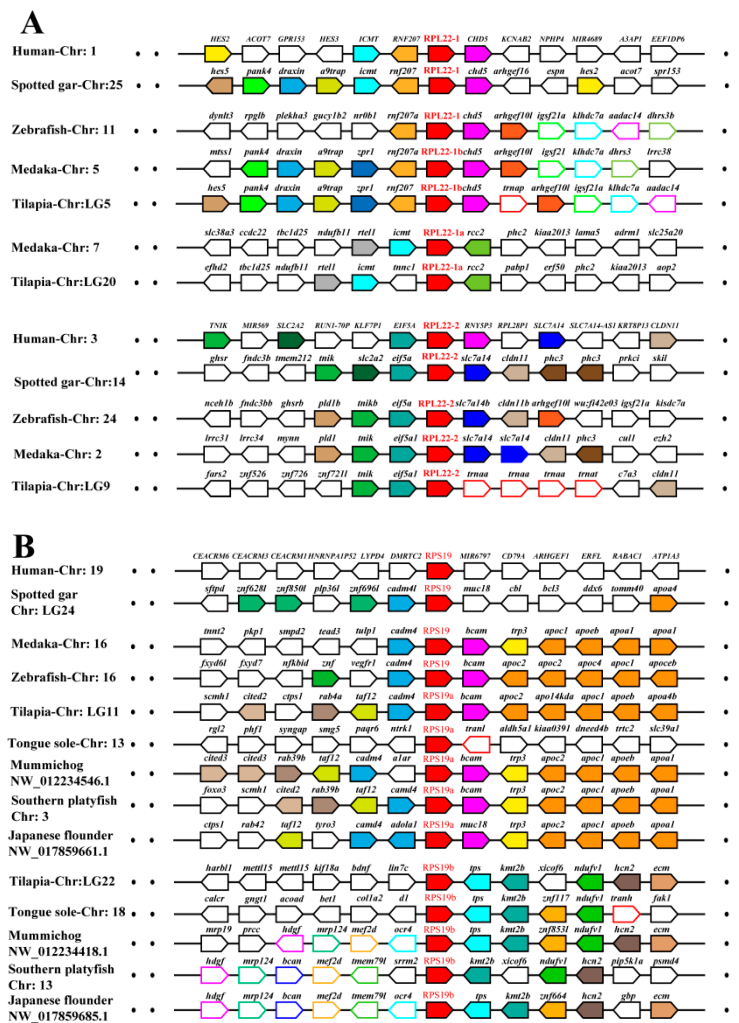 A
HES2 ACOT7 GPR153 HES3 ICMT RNF207 RPL22-1 CHD5 KCNAB2 NPHP4 MIR4689 A3AP1 EEF1DP6
Human-Chr: 1
hes5 pank4 draxin a9trap icmt rnf207 RPL22-1 chd5 arhgef16 espn hes2 acot7 spr153
Spotted gar-Chr:25
dynlt3 rpglb plekha3 gucy1b2 nr0b1 rnf207a RPL22-1 chd5 arhgef10l igsf21a klhdc7a aadac14 dhrs3b
Zebrafish-Chr: 11
mtss1 pank4 draxin a9trap zpr1 rnf207a RPL22-1b chd5 arhgef10l igsf21 klhdc7a dhrs3 lrrc38
Medaka-Chr: 5
hes5 pank4 draxin a9trap zpr1 rnf207 RPL22-1b chd5 trnap arhgef10l igsf21a klhdc7a aadac14
Tilapia-Chr:LG5
slc38a3 ccdc22 tbc1d25 ndufb11 rtel1 icmt RPL22-1a rcc2 phc2 kiaa2013 lama5 adrm1 slc25a20
Medaka-Chr: 7
efhd2 tbc1d25 ndufb11 rtel1 icmt tnnc1 RPL22-1a rcc2 pabp1 erf50 phc2 kiaa2013 aop2
Tilapia-Chr:LG20
TNIK MIR569 SLC2A2 RUN1-70P KLF7P1 EIF5A RPL22-2 RNYSP3 RPL28P1 SLC7A14 SLC7A14-AS1 KRT8P13 CLDN11
Human-Chr: 3
ghsr fndc3b tmem212 tnik slc2a2 eif5a RPL22-2 slc7a14 cldn11 phc3 phc3 prkci skil
Spotted gar-Chr:14
nceh1b fndc3bb ghsrb pld1b tnikb eif5a RPL22-2 slc7a14b cldn11b arhgef10l wuzfi42e03 igsf21a kisdc7a
Zebrafish-Chr: 24
lrrc31 lrrc34 mynn pld1 tnik eif5a1 RPL22-2 slc7a14 slc7a14 cldn11 phc3 cul1 ezh2
Medaka-Chr: 2
fars2 znf526 znf726 znf721l tnik eif5a1 RPL22-2 trnaa trnaa trnaa trnat c7a3 cldn11
Tilapia-Chr:LG9
B
CEACRM6 CEACRM3 CEACRM1 HNRNPA1P52 LYPD4 DMRTC2 RPS19 MIR6797 CD79A ARHGEF1 ERFL RABAC1 ATP1A3
Human-Chr: 19
sftpd znf628l znf850l plp36l znf696l cadm4l RPS19 muc18 cbl bcl3 ddx6 tomm40 apoa4
Spotted gar
Chr: LG24
tnnt2 pkp1 smpd2 tead3 tulp1 cadm4 RPS19 bcam trp3 apoc1 apoeb apoa1 apoa1
Medaka-Chr: 16
fxyd6l fxyd7 nfkbid znf vegfr1 cadm4 RPS19 bcam apoc2 apoc2 apoc4 apoc1 apoceb
Zebrafish-Chr: 16
scmh1 cited2 ctps1 rab4a taf12 cadm4 RPS19a bcam apoc2 apo14kda apoc1 apoeb apoa4b
Tilapia-Chr: LG11
rgl2 phf1 syngap smg5 paqr6 ntrk1 RPS19a tranl aldh5a1 kiaa0391 dneed4b trtc2 slc39a1
Tongue sole-Chr: 13
cited3 cited3 rab39b taf12 cadm4 a1ar RPS19a bcam trp3 apoc2 apoc1 apoeb apoa1
Mummichog
NW_012234546.1
foxo3 scmh1 cited2 rab39b taf12 camd4 RPS19a bcam trp3 apoc2 apoc1 apoeb apoa1
Southern platyfish
Chr: 3
ctps1 rab42 taf12 tyro3 camd4 adola1 RPS19a muc18 trp3 apoc2 apoc1 apoeb apoa1
Japanese flounder
NW_017859661.1
harbl1 mettl15 mettl15 kif18a bdnf lin7c RPS19b tps kmt2b xicof6 ndufv1 hcn2 ecm
Tilapia-Chr:LG22
calcr gngt1 acoad bet1 col1a2 d1 RPS19b tps kmt2b znf117 ndufv1 tranh fak1
Tongue sole-Chr: 18
mrp19 prcc hdgf mrp124 mef2d ocr4 RPS19b tps kmt2b znf853l ndufv1 hcn2 ecm
Mummichog
NW_012234418.1
hdgf mrp124 bcan mef2d tmem79l srrm2 RPS19b kmt2b xicof6 ndufv1 hcn2 pip5k1a psmd4
Southern platyfish
Chr: 13
hdgf mrp124 bcan mef2d tmem79l ocr4 RPS19b tps kmt2b znf664 hcn2 gbp ecm
Japanese flounder
NW_017859685.1